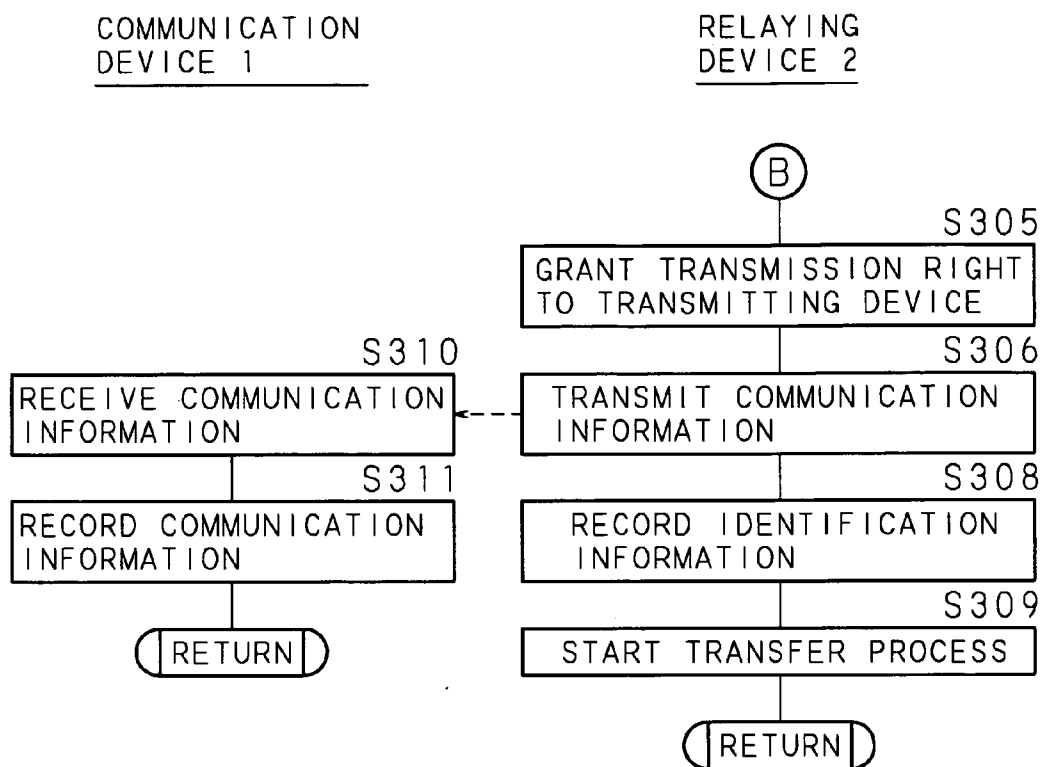 COMMUNICATION
DEVICE 1
RELAYING
DEVICE 2
B
S305
GRANT TRANSMISSION RIGHT
TO TRANSMITTING DEVICE
S310
RECEIVE COMMUNICATION
INFORMATION
S306
TRANSMIT COMMUNICATION
INFORMATION
S311
RECORD COMMUNICATION
INFORMATION
S308
RECORD IDENTIFICATION
INFORMATION
RETURN
S309
START TRANSFER PROCESS
RETURN